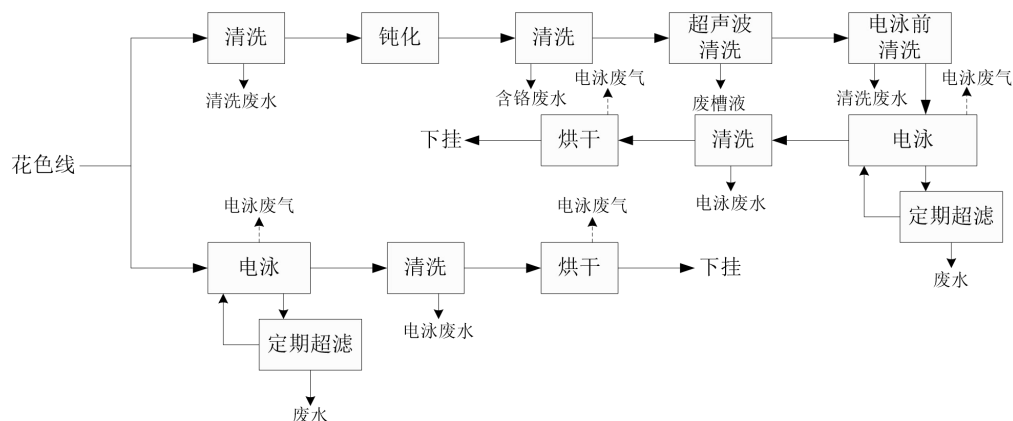 清洗
钝化
清洗
超声波
清洗
电泳前
清洗
清洗废水
含铬废水
电泳废气
废槽液
清洗废水
电泳废气
下挂
烘干
清洗
电泳
花色线
电泳废水
定期超滤
废水
电泳废气
电泳废气
电泳
清洗
烘干
下挂
电泳废水
定期超滤
废水